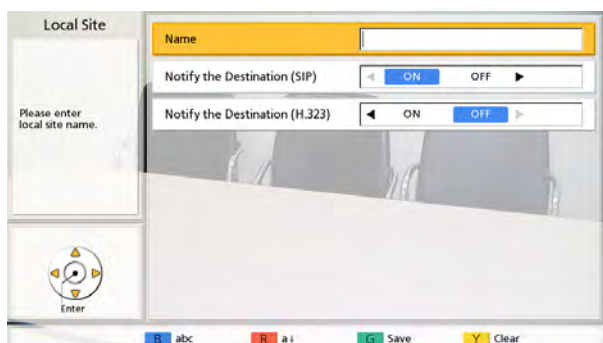 Local Site
Please enter
local site name.
Enter
Name
Notify the Destination (SIP) ON OFF
Notify the Destination (H.323) ON OFF
B abc R a↓ G Save Y Clear